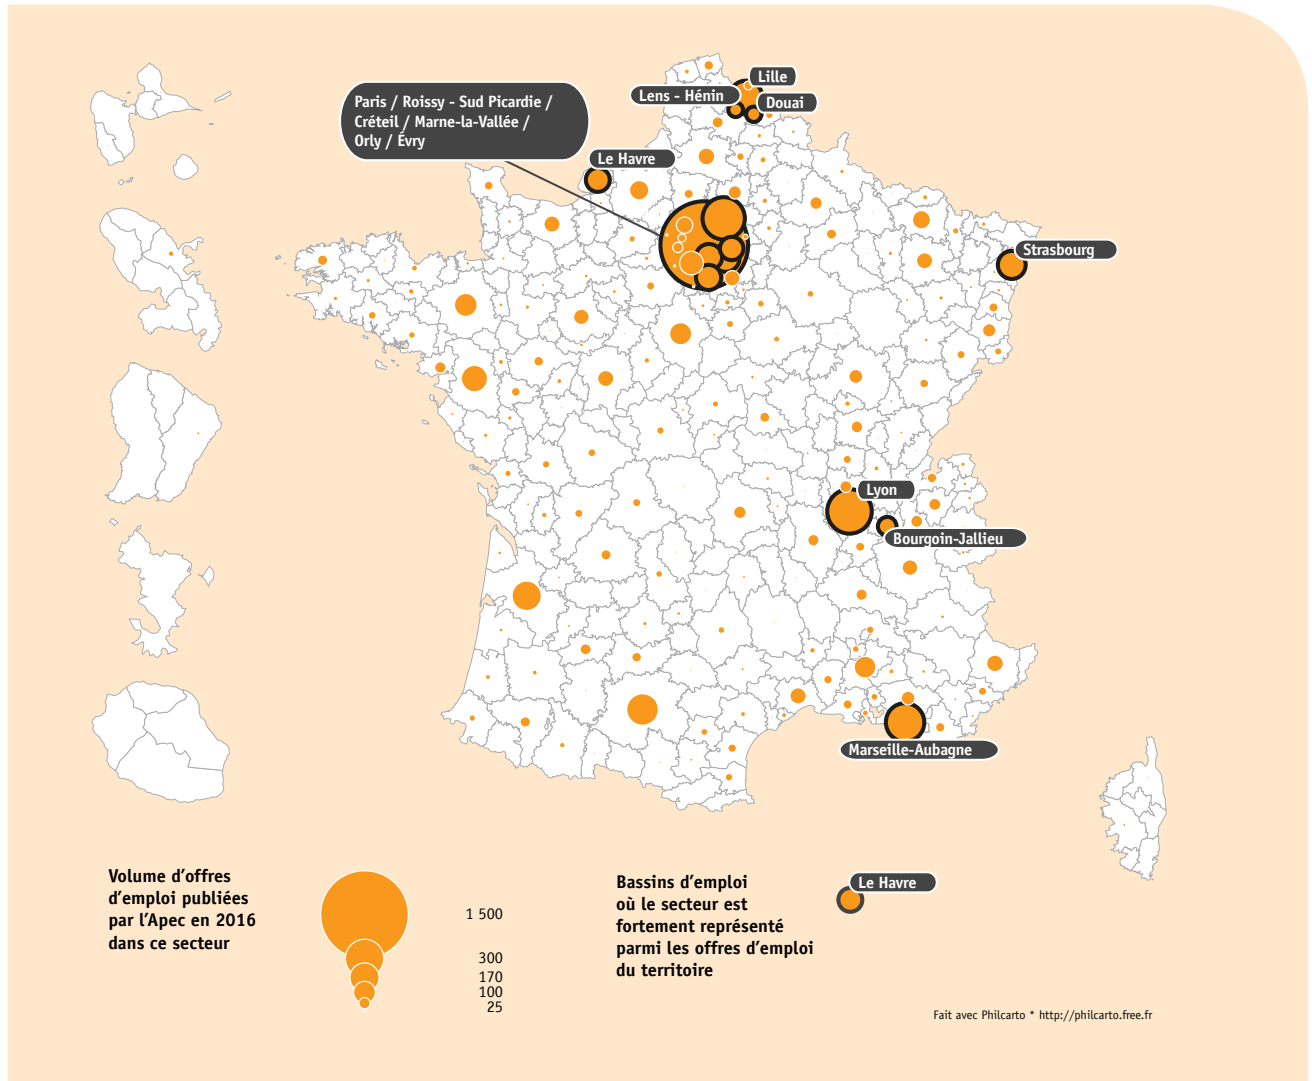 Lille
Lens - Hénin
Douai
Paris / Roissy - Sud Picardie /
Créteil / Marne-la-Vallée /
Orly / Évry
Le Havre
Strasbourg
Lyon
Bourgoin-Jallieu
Marseille-Aubagne
Volume d’offres
d’emploi publiées
par l’Apec en 2016
dans ce secteur
1 500
300
170
100
25
Bassins d’emploi
où le secteur est
fortement représenté
parmi les offres d’emploi
du territoire
Le Havre
Fait avec Philcarto * http://philcarto.free.fr